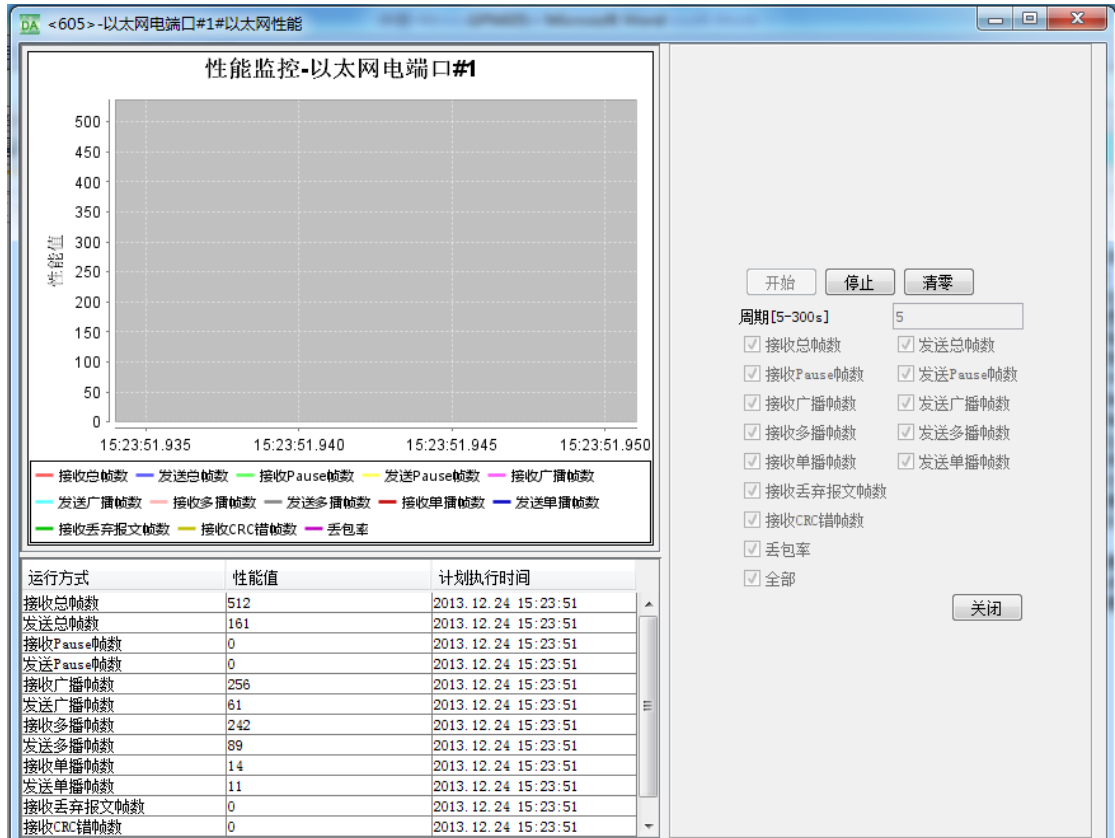 DA <605>-以太网电端口#1#以太网性能
性能监控-以太网电端口#1
性能值
500
450
400
350
300
250
200
150
100
50
0
15:23:51.935 15:23:51.940 15:23:51.945 15:23:51.950
接收总帧数 发送总帧数 接收Pause帧数 发送Pause帧数 接收广播帧数
发送广播帧数 接收多播帧数 发送多播帧数 接收单播帧数 发送单播帧数
接收丢弃报文帧数 接收CRC错帧数 丢包率
运行方式 性能值 计划执行时间
接收总帧数 512 2013.12.24 15:23:51
发送总帧数 161 2013.12.24 15:23:51
接收Pause帧数 0 2013.12.24 15:23:51
发送Pause帧数 0 2013.12.24 15:23:51
接收广播帧数 256 2013.12.24 15:23:51
发送广播帧数 61 2013.12.24 15:23:51
接收多播帧数 242 2013.12.24 15:23:51
发送多播帧数 89 2013.12.24 15:23:51
接收单播帧数 14 2013.12.24 15:23:51
发送单播帧数 11 2013.12.24 15:23:51
接收丢弃报文帧数 0 2013.12.24 15:23:51
接收CRC错帧数 0 2013.12.24 15:23:51
开始 停止 清零
周期[5-300s] 5
接收总帧数 发送总帧数
接收Pause帧数 发送Pause帧数
接收广播帧数 发送广播帧数
接收多播帧数 发送多播帧数
接收单播帧数 发送单播帧数
接收丢弃报文帧数
接收CRC错帧数
丢包率
全部
关闭